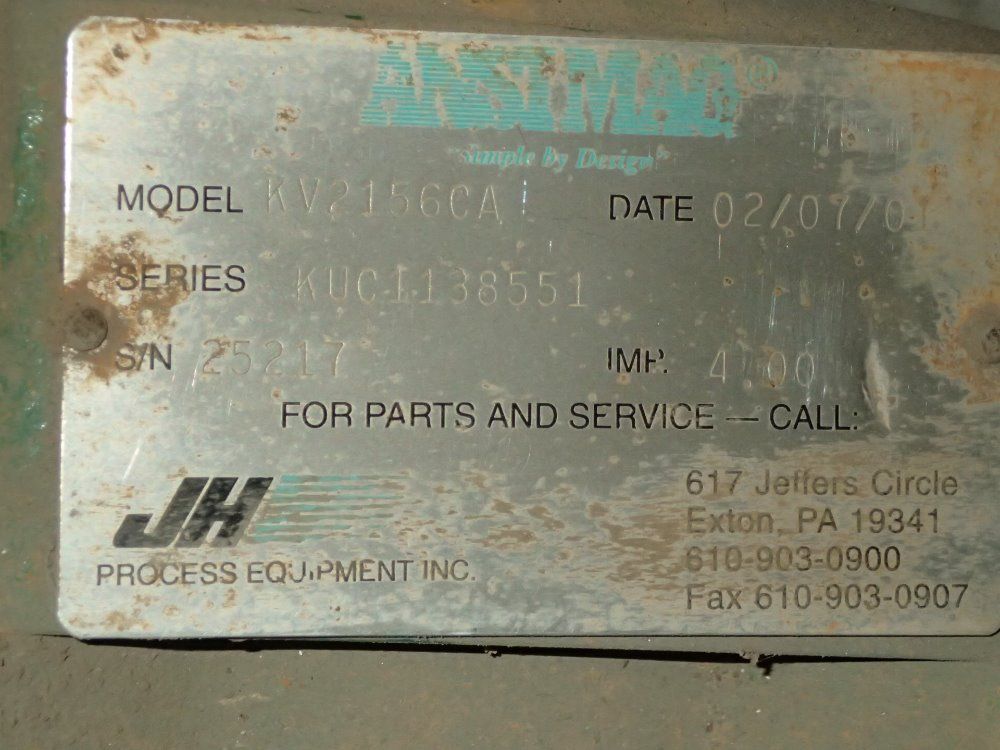 ANSIMAG®
"Simple by Design"
MODEL KV2156CA DATE 02/07/0
SERIES KUC1138551
S/N 25217 IMP. 4.00
FOR PARTS AND SERVICE — CALL:
JH
PROCESS EQUIPMENT INC.
617 Jeffers Circle
Exton, PA 19341
610-903-0900
Fax 610-903-0907